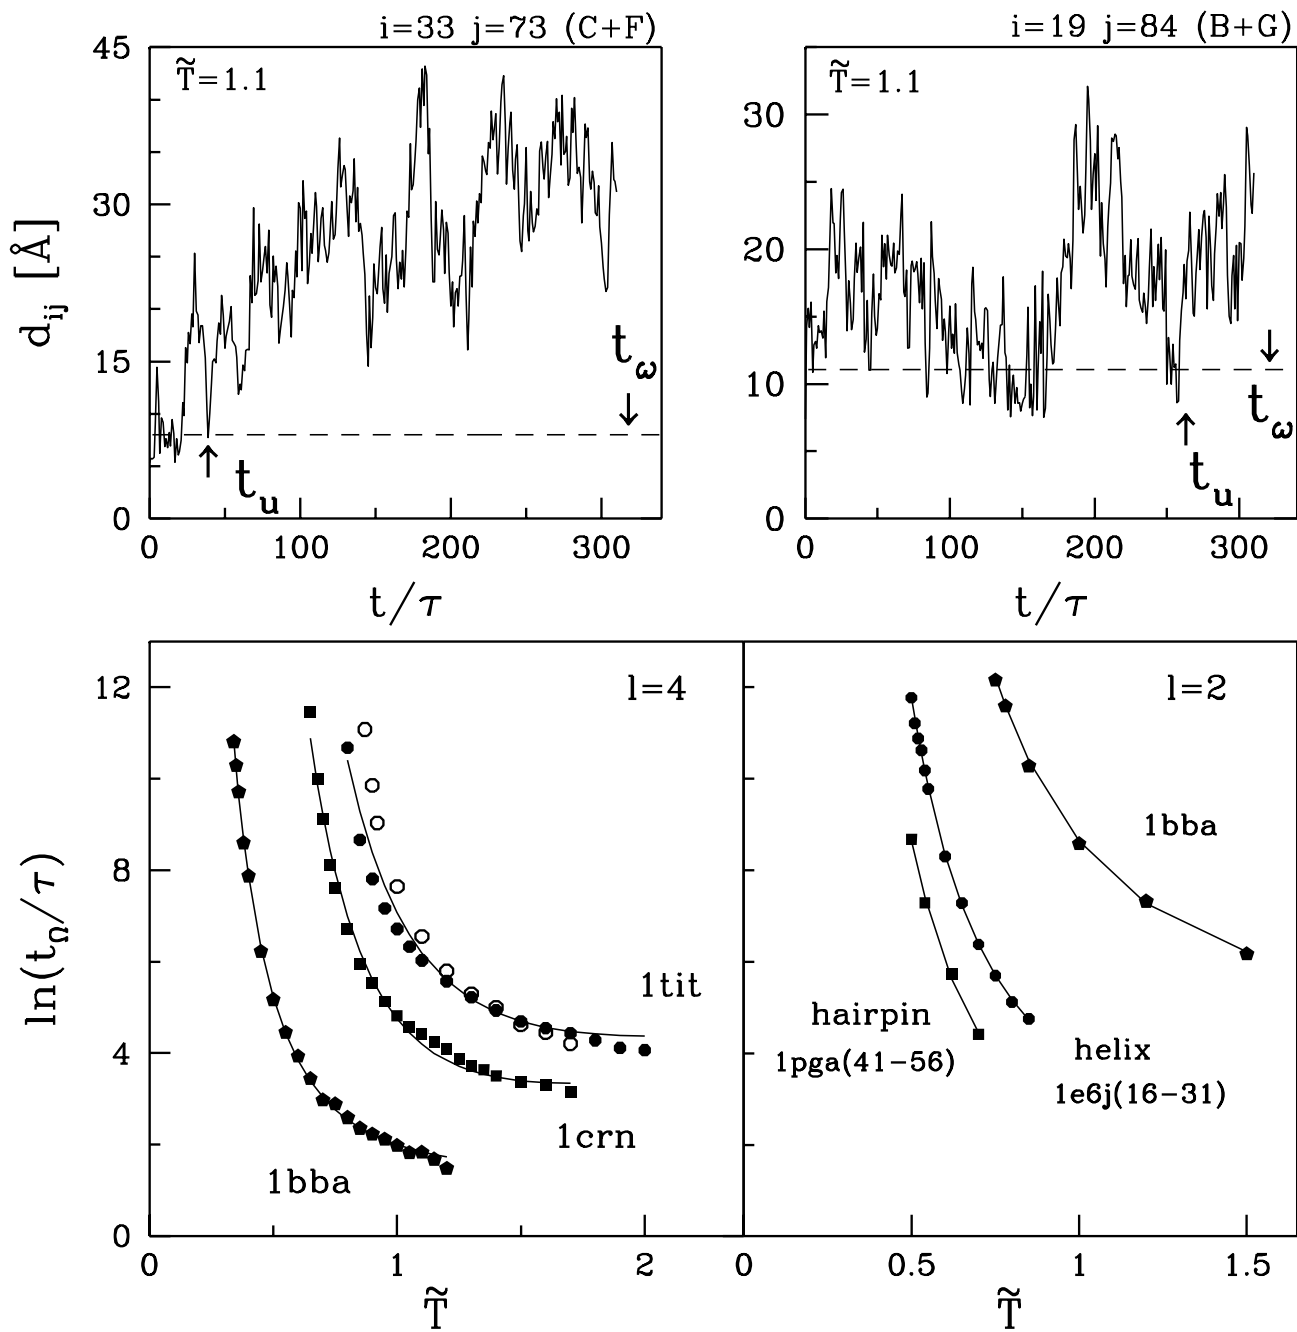 i=33 j=73 (C+F)
T̃=1.1
45
30
15
0
d_ij [Å]
t_ω
t_u
0 100 200 300
t/τ
i=19 j=84 (B+G)
T̃=1.1
30
20
10
0
t_ω
t_u
0 100 200 300
t/τ
ln(t_Ω/τ)
12
8
4
0
l=4
1tit
1crn
1bba
0 1 2
T̃
l=2
1bba
hairpin
1pga(41−56)
helix
1e6j(16−31)
0 0.5 1 1.5
T̃